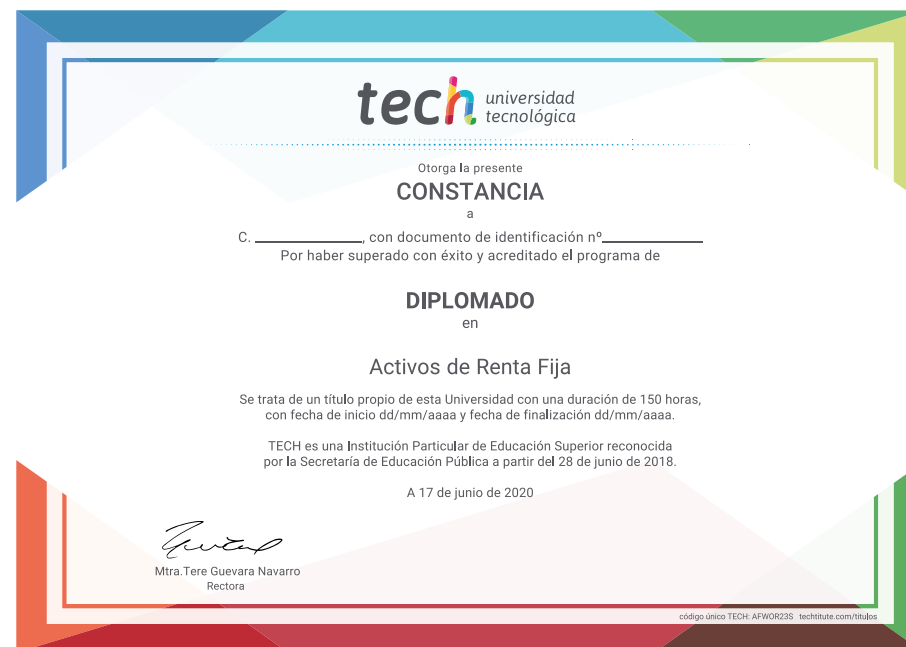 tech universidad
tecnológica
Otorga la presente
CONSTANCIA
a
C. ____________, con documento de identificación nº____________
Por haber superado con éxito y acreditado el programa de
DIPLOMADO
en
Activos de Renta Fija
Se trata de un título propio de esta Universidad con una duración de 150 horas,
con fecha de inicio dd/mm/aaaa y fecha de finalización dd/mm/aaaa.
TECH es una Institución Particular de Educación Superior reconocida
por la Secretaría de Educación Pública a partir del 28 de junio de 2018.
A 17 de junio de 2020
Mtra.Tere Guevara Navarro
Rectora
código único TECH: AFWOR23S techtitute.com/titulos